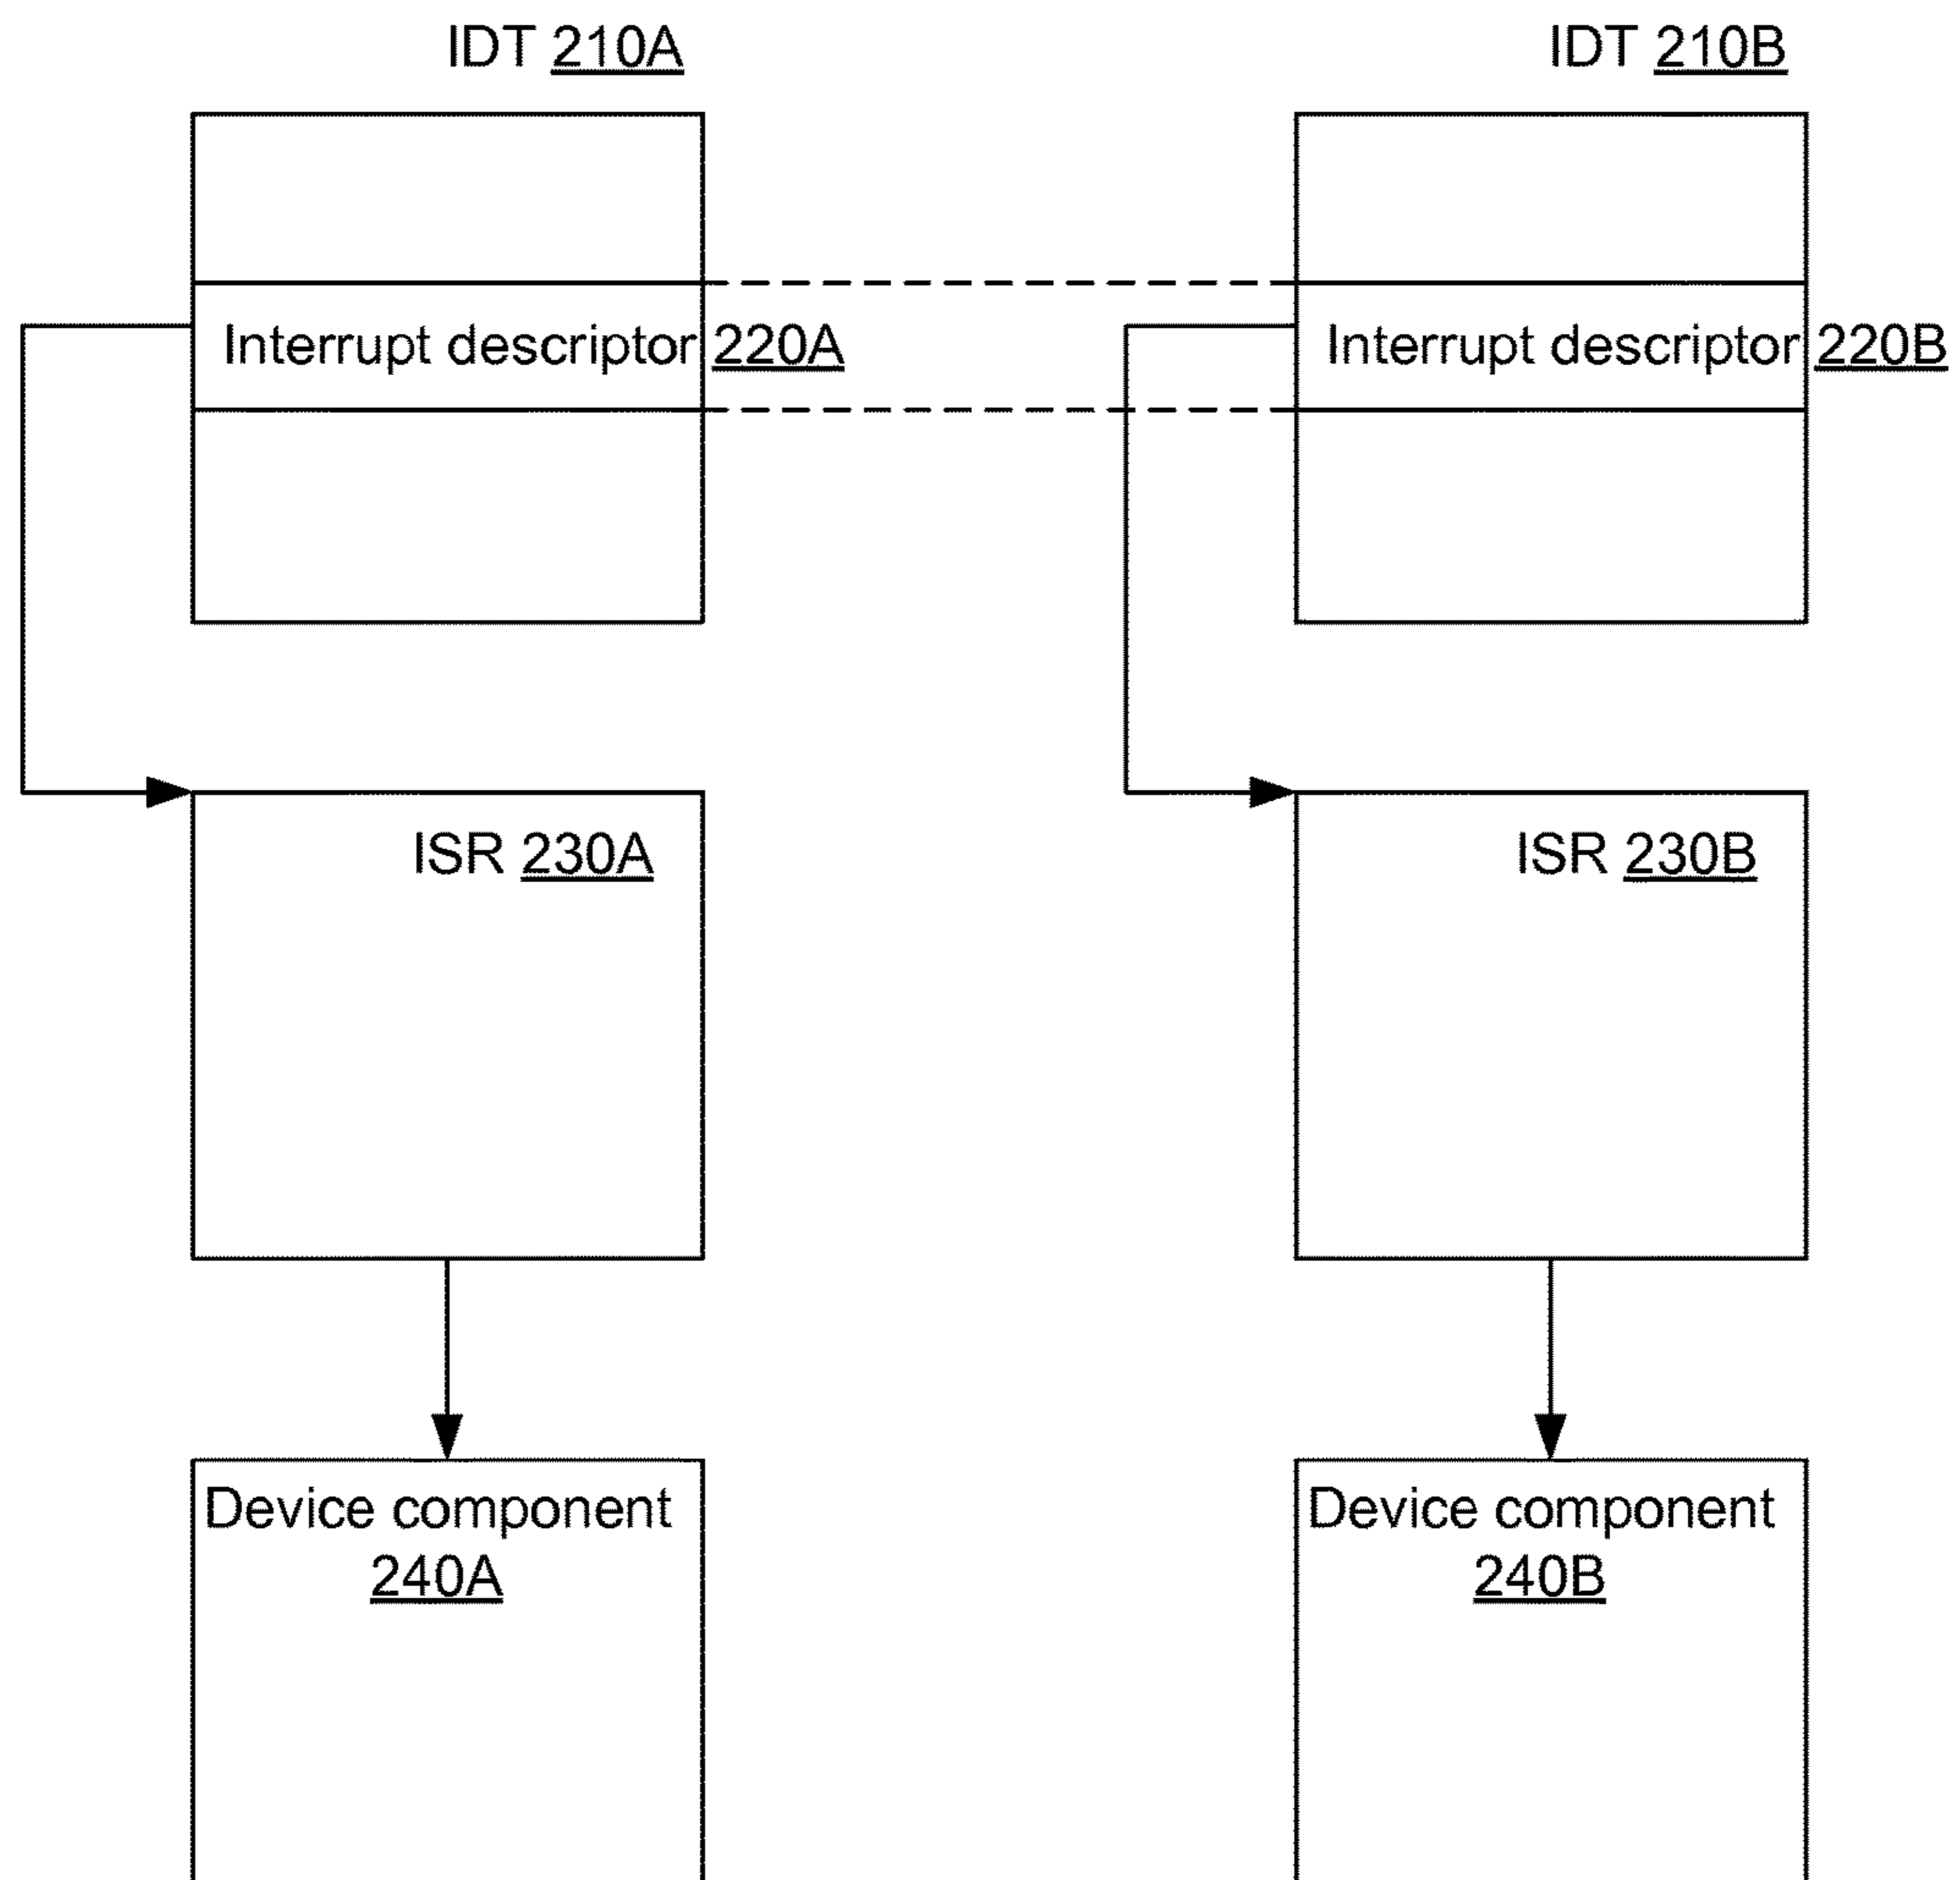 IDT 210A
IDT 210B
Interrupt descriptor 220A
Interrupt descriptor 220B
ISR 230A
ISR 230B
Device component
240A
Device component
240B